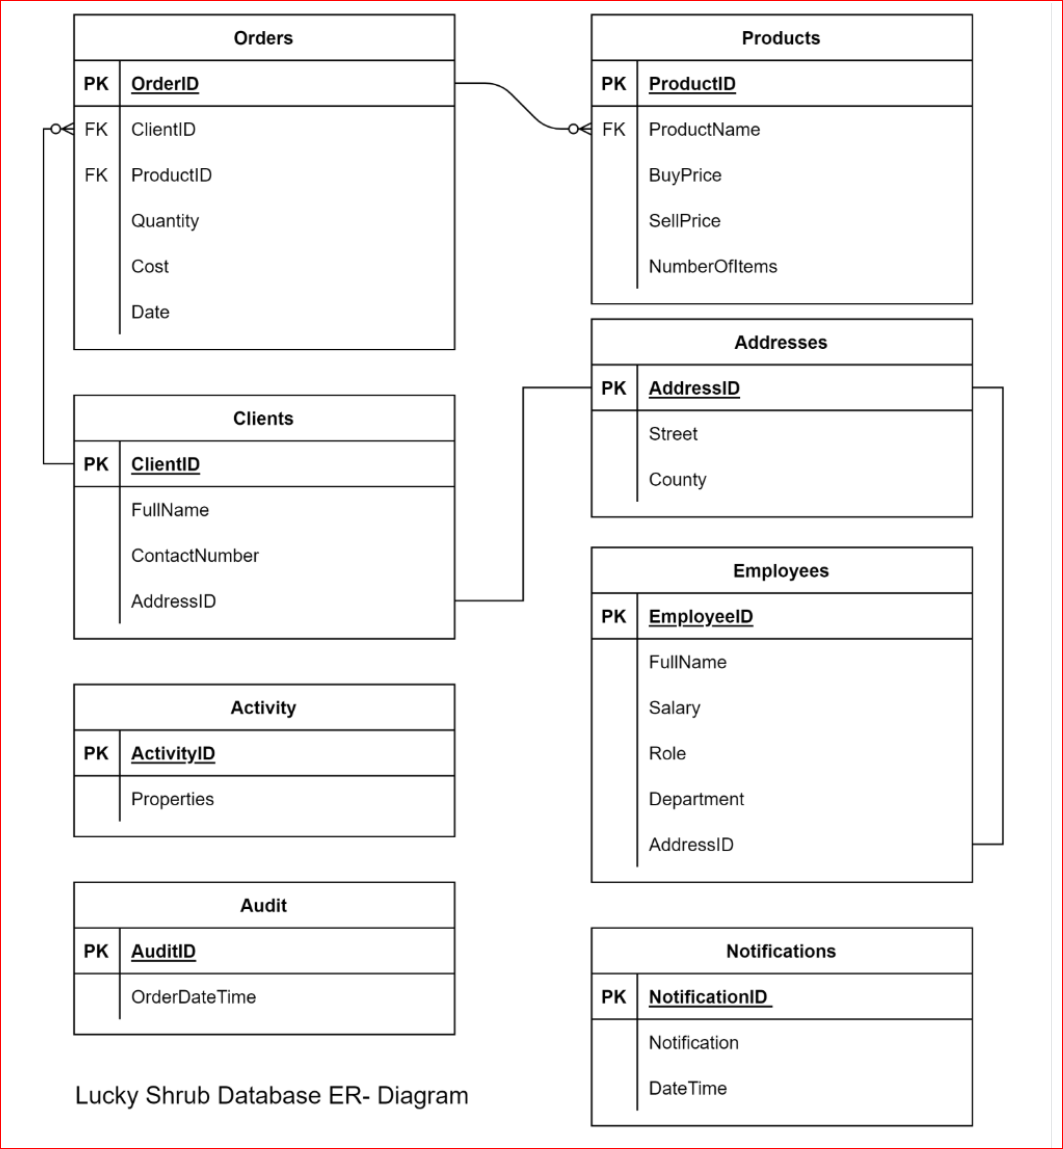 Orders
PK OrderID
FK ClientID
FK ProductID
Quantity
Cost
Date
Products
PK ProductID
FK ProductName
BuyPrice
SellPrice
NumberOfItems
Clients
PK ClientID
FullName
ContactNumber
AddressID
Addresses
PK AddressID
Street
County
Employees
PK EmployeeID
FullName
Salary
Role
Department
AddressID
Activity
PK ActivityID
Properties
Audit
PK AuditID
OrderDateTime
Notifications
PK NotificationID
Notification
DateTime
Lucky Shrub Database ER- Diagram